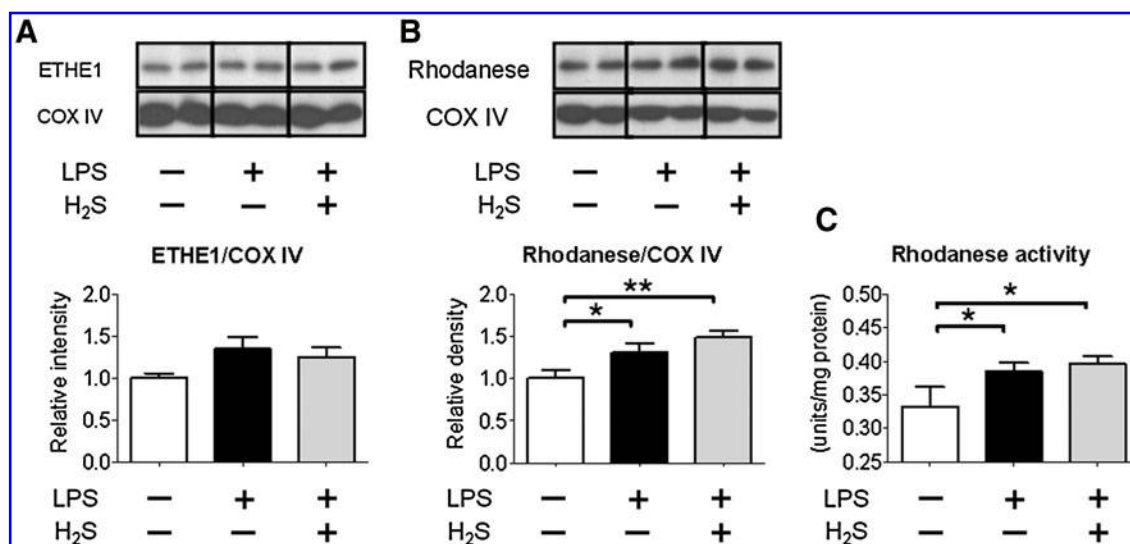 A
ETHE1
COX IV
LPS − + +
H₂S − − +
ETHE1/COX IV
Relative intensity
2.0
1.5
1.0
0.5
0.0
LPS − + +
H₂S − − +
B
Rhodanese
COX IV
LPS − + +
H₂S − − +
Rhodanese/COX IV
Relative density
2.0
1.5
1.0
0.5
0.0
**
*
LPS − + +
H₂S − − +
C
Rhodanese activity
(units/mg protein)
0.50
0.45
0.40
0.35
0.30
0.25
*
*
LPS − + +
H₂S − − +